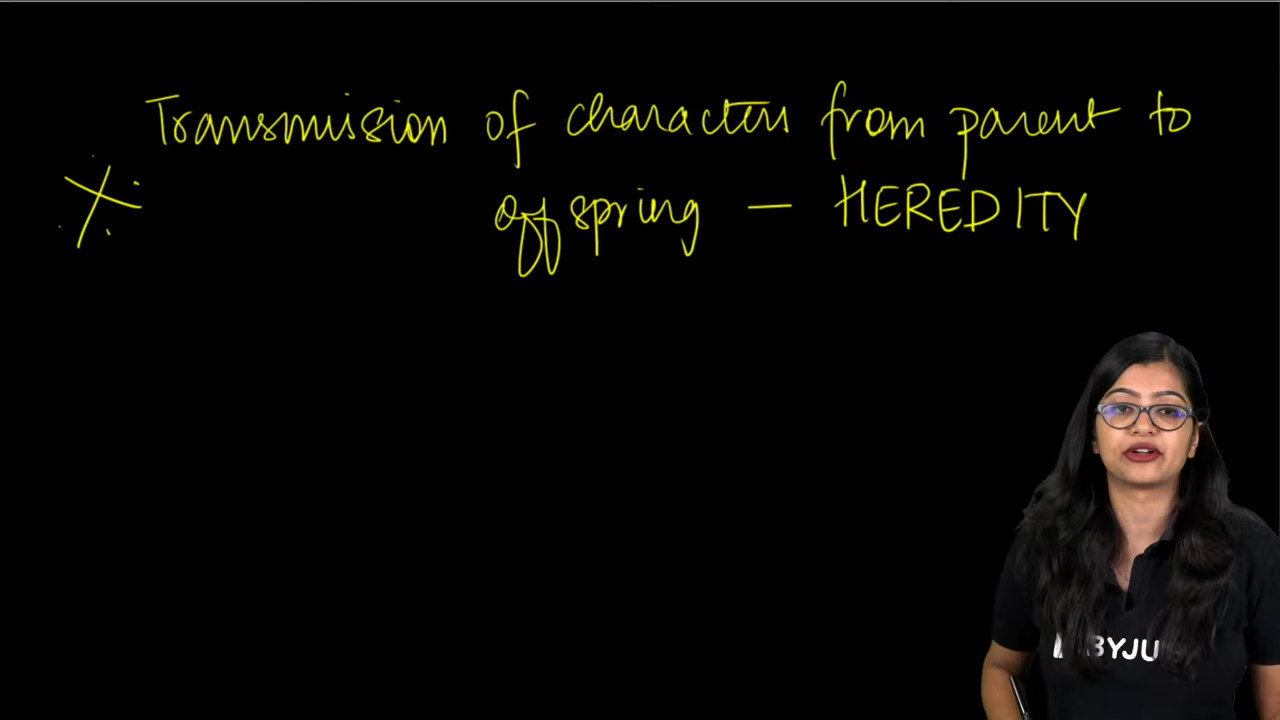 Transmission of characters from parent to
offspring — HEREDITY
BYJU